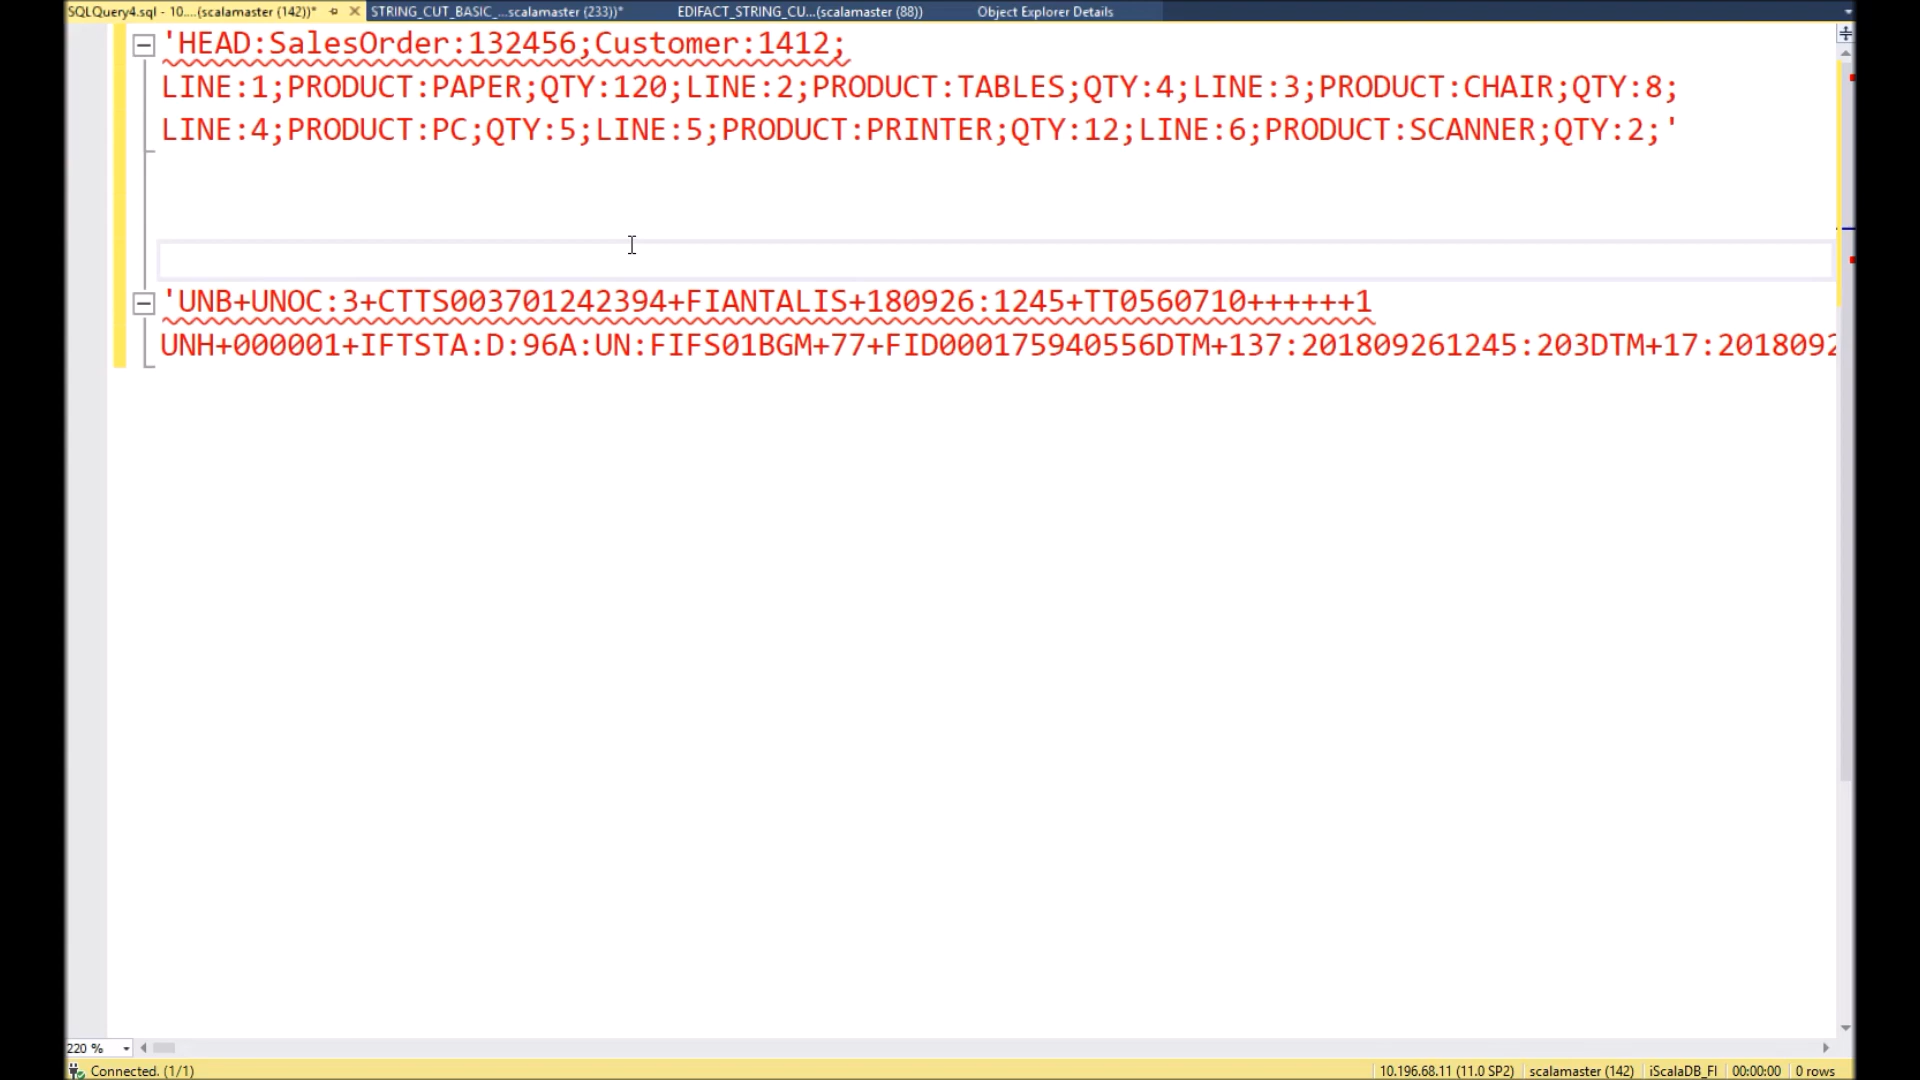 SQLQuery4.sql - 10....(scalamaster (142))*
STRING_CUT_BASIC_...scalamaster (233))*
EDIFACT_STRING_CU...(scalamaster (88))
Object Explorer Details
'HEAD:SalesOrder:132456;Customer:1412;
LINE:1;PRODUCT:PAPER;QTY:120;LINE:2;PRODUCT:TABLES;QTY:4;LINE:3;PRODUCT:CHAIR;QTY:8;
LINE:4;PRODUCT:PC;QTY:5;LINE:5;PRODUCT:PRINTER;QTY:12;LINE:6;PRODUCT:SCANNER;QTY:2;'
'UNB+UNOC:3+CTTS003701242394+FIANTALIS+180926:1245+TT0560710++++++1
UNH+000001+IFTSTA:D:96A:UN:FIFS01BGM+77+FID000175940556DTM+137:201809261245:203DTM+17:2018092
220 %
Connected. (1/1)
10.196.68.11 (11.0 SP2)
scalamaster (142)
iScalaDB_FI
00:00:00
0 rows